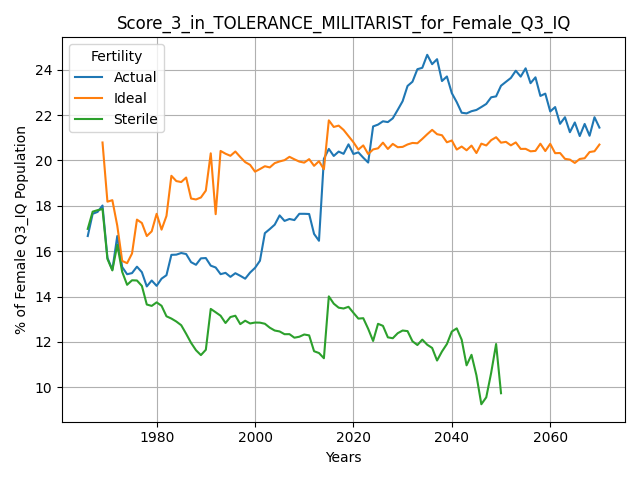 Score_3_in_TOLERANCE_MILITARIST_for_Female_Q3_IQ
Fertility
Actual
Ideal
Sterile
% of Female Q3_IQ Population
24
22
20
18
16
14
12
10
1980
2000
2020
2040
2060
Years